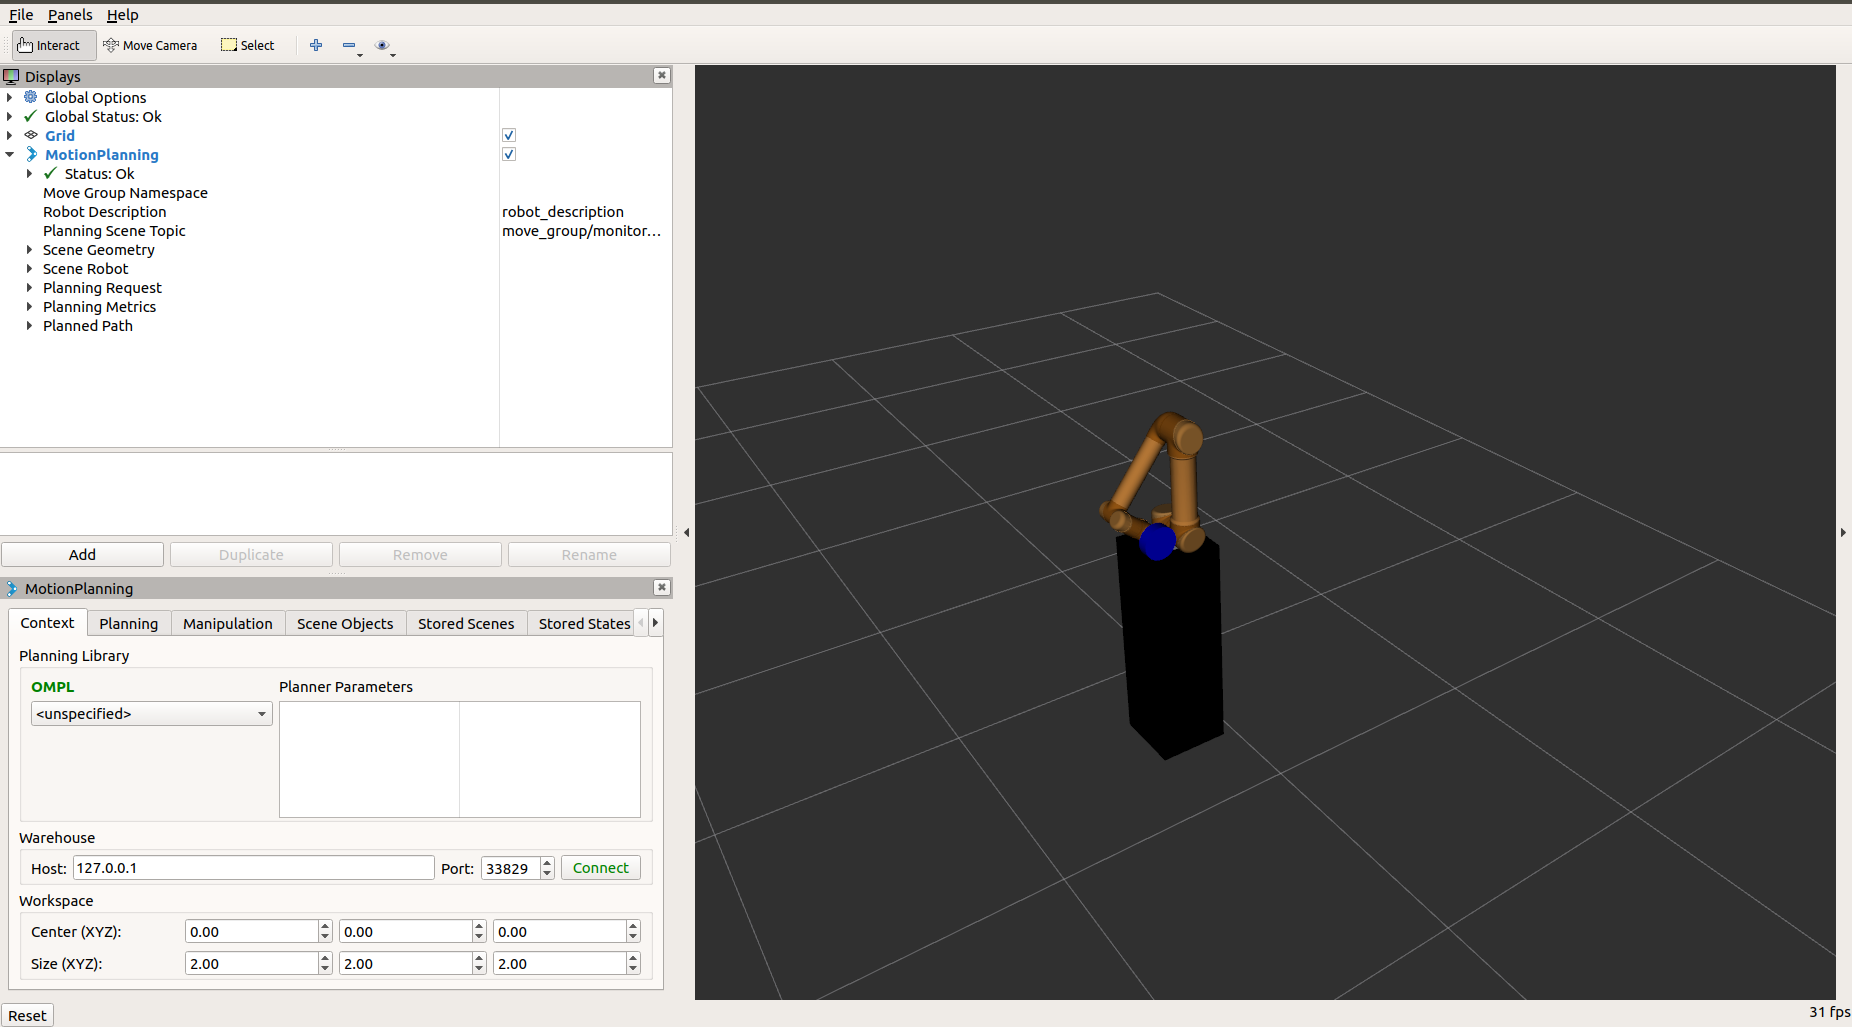 File Panels Help
Interact Move Camera Select
Displays
Global Options
Global Status: Ok
Grid
MotionPlanning
Status: Ok
Move Group Namespace
Robot Description robot_description
Planning Scene Topic move_group/monitor...
Scene Geometry
Scene Robot
Planning Request
Planning Metrics
Planned Path
Add Duplicate Remove Rename
MotionPlanning
Context Planning Manipulation Scene Objects Stored Scenes Stored States
Planning Library
OMPL Planner Parameters
<unspecified>
Warehouse
Host: 127.0.0.1 Port: 33829 Connect
Workspace
Center (XYZ): 0.00 0.00 0.00
Size (XYZ): 2.00 2.00 2.00
Reset 31 fps